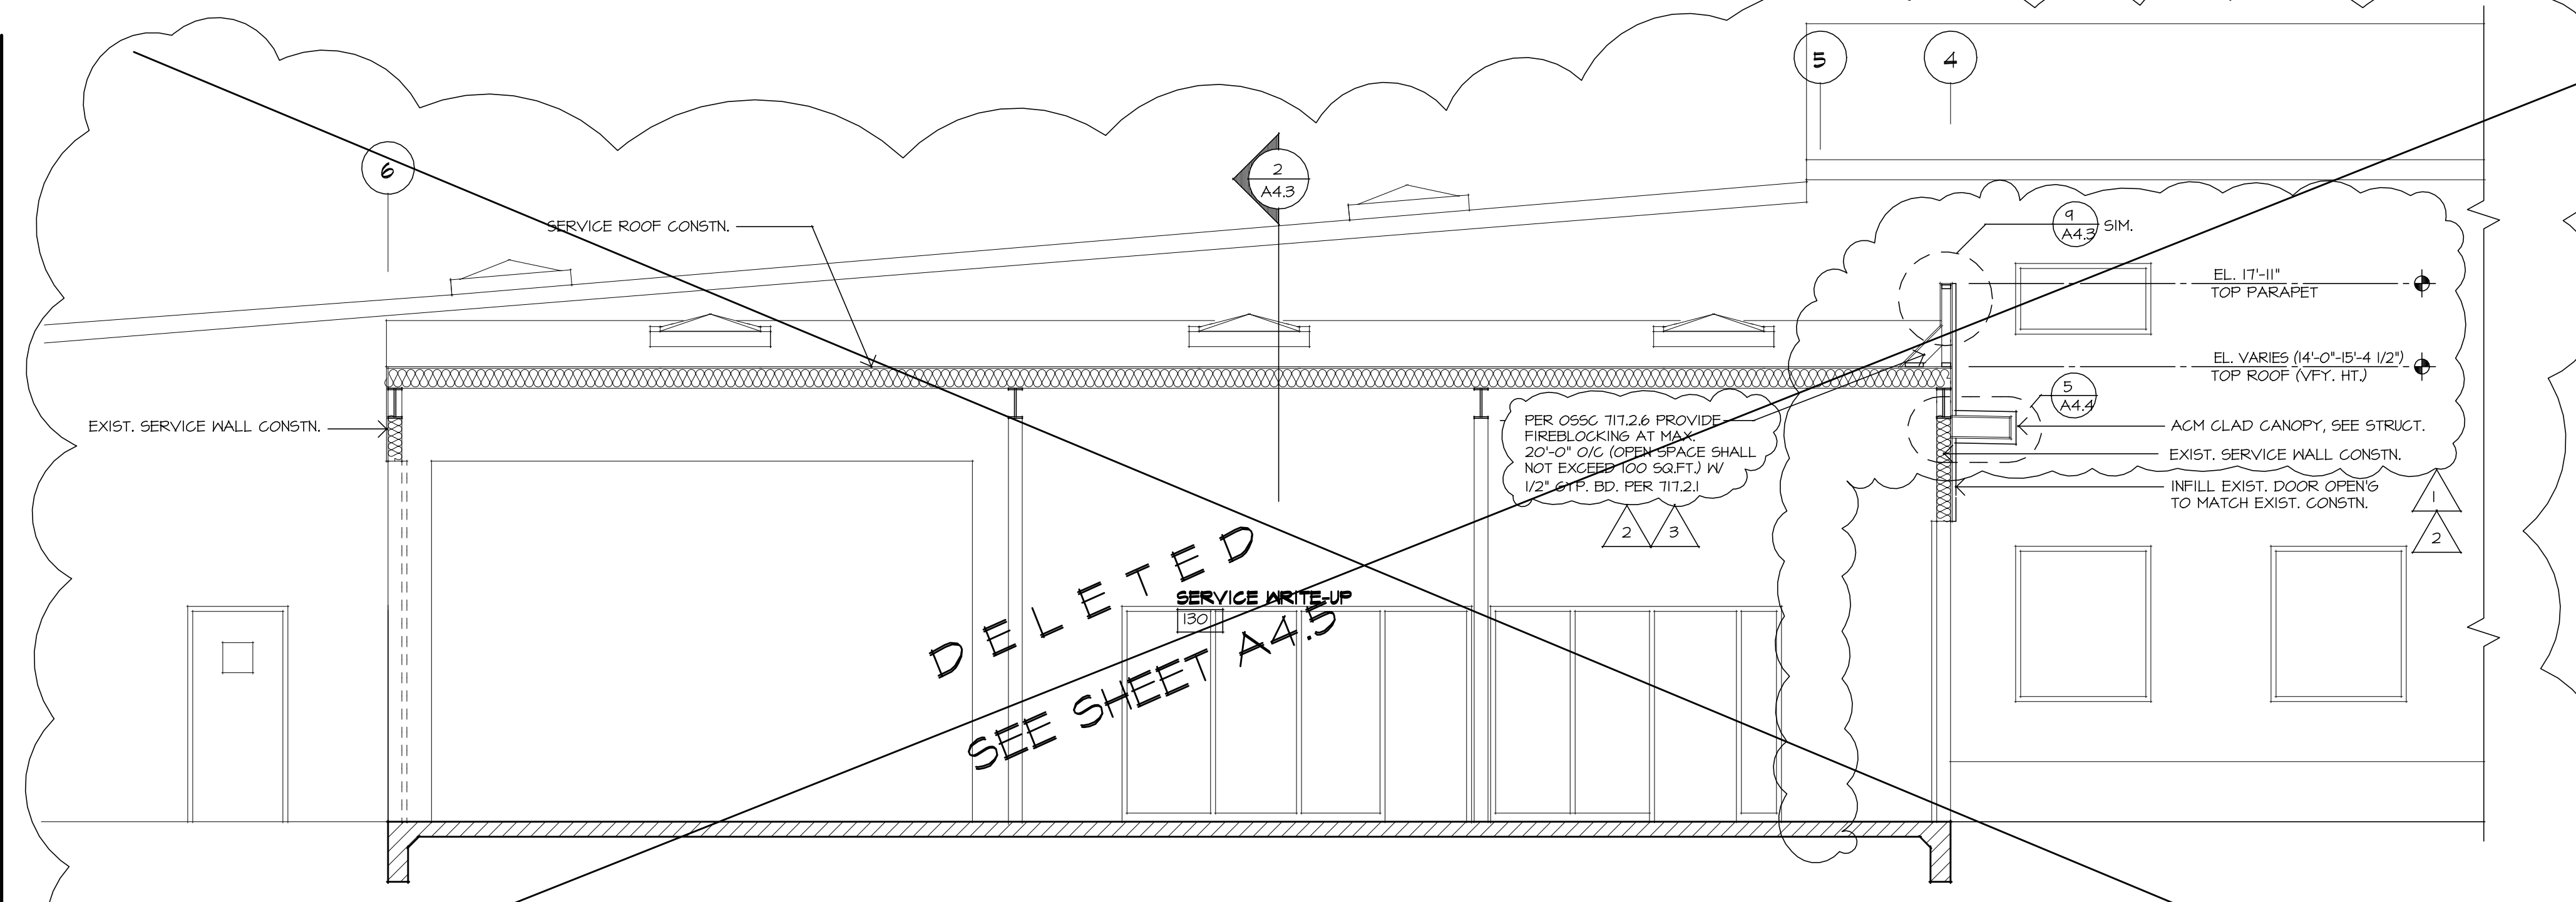 5
4
6
2
A4.3
SERVICE ROOF CONSTN.
9
A4.3
SIM.
EL. 17'-11"
TOP PARAPET
EL. VARIES (14'-0"-15'-4 1/2")
TOP ROOF (VFY. HT.)
5
A4.4
EXIST. SERVICE WALL CONSTN.
PER OSSC 717.2.6 PROVIDE
FIREBLOCKING AT MAX.
20'-0" O/C (OPEN SPACE SHALL
NOT EXCEED 100 SQ.FT.) W/
1/2" GYP. BD. PER 717.2.1
2
3
ACM CLAD CANOPY, SEE STRUCT.
EXIST. SERVICE WALL CONSTN.
INFILL EXIST. DOOR OPEN'G
TO MATCH EXIST. CONSTN.
1
2
DELETED
SEE SHEET A4.5
SERVICE WRITE-UP
130